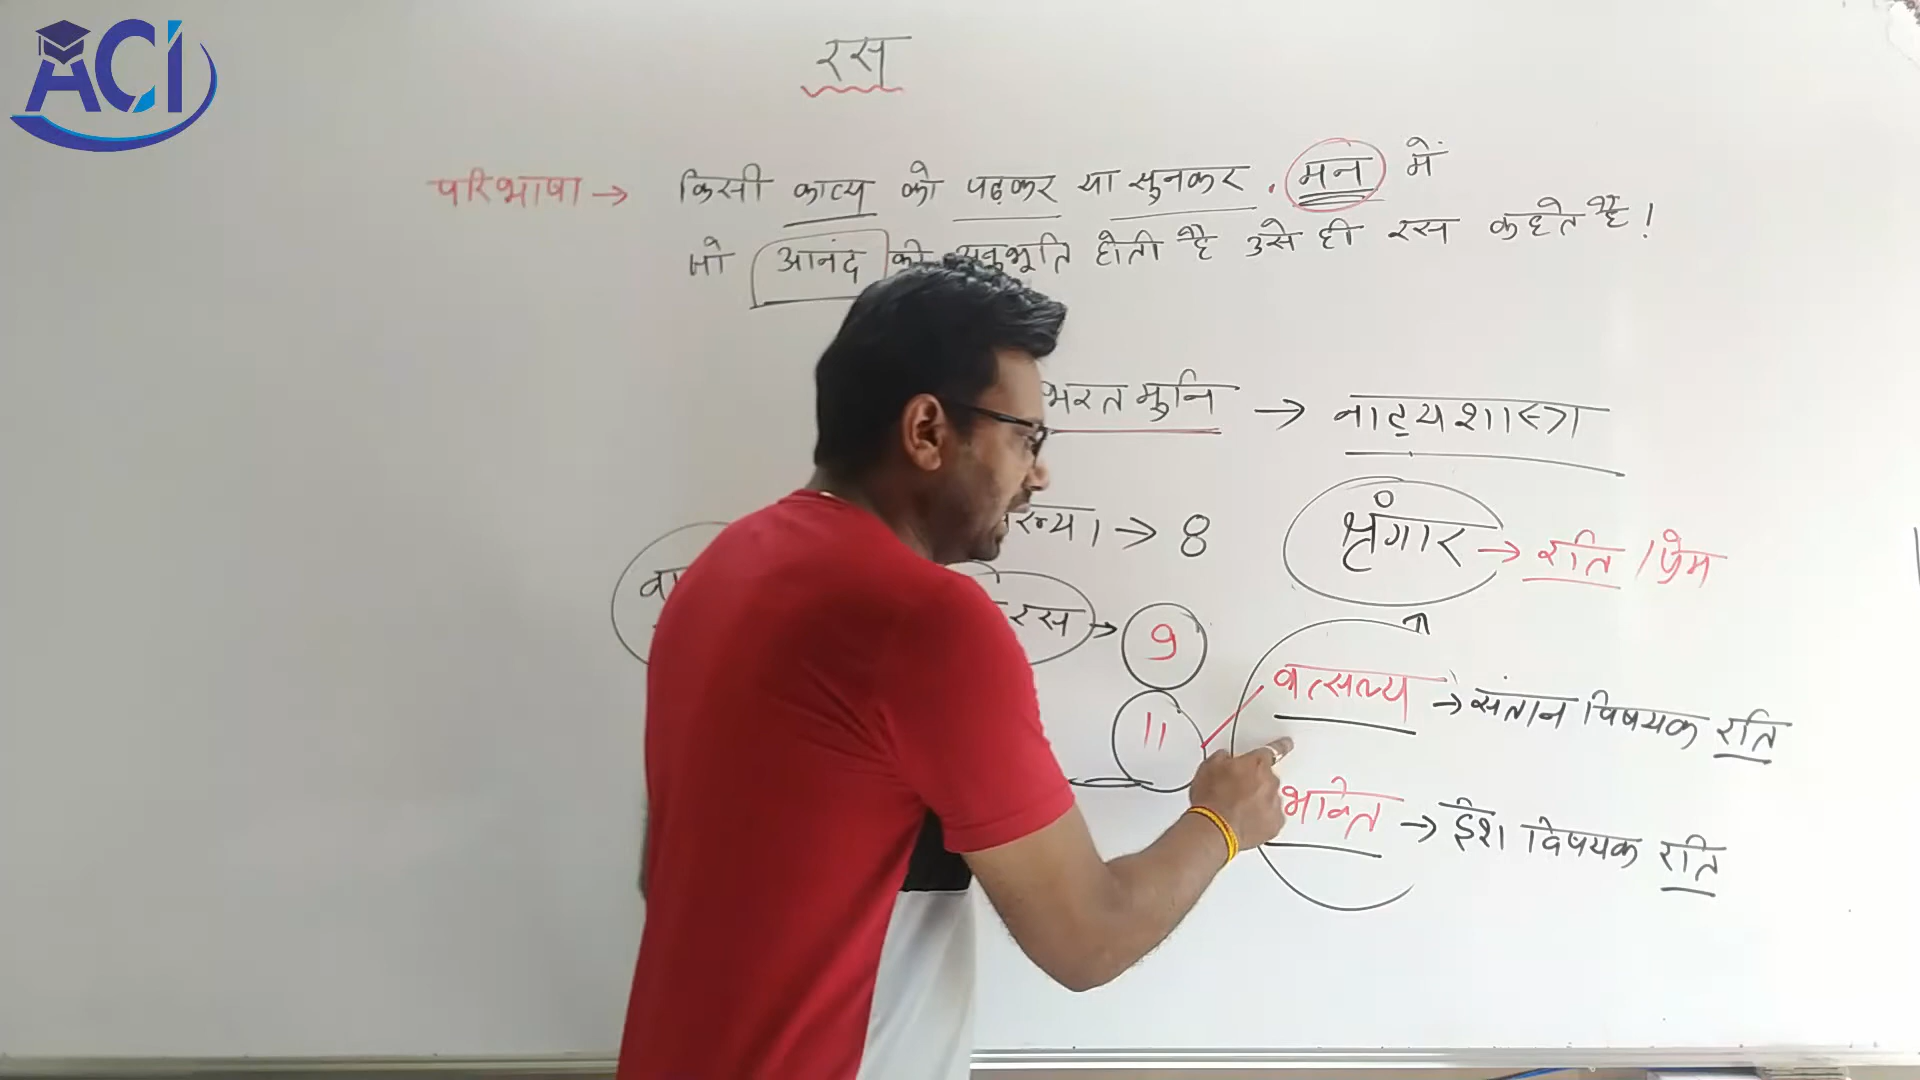 ACI
रस
परिभाषा → किसी काव्य को पढ़कर या सुनकर . मन में
जो आनंद की अनुभूति होती है उसे ही रस कहते है !
भरत मुनि → नाट्यशास्त्र
→ 8
श्रृंगार → रति / प्रेम
रस → 9
11
वात्सल्य → संतान विषयक रति
भक्ति → ईश विषयक रति